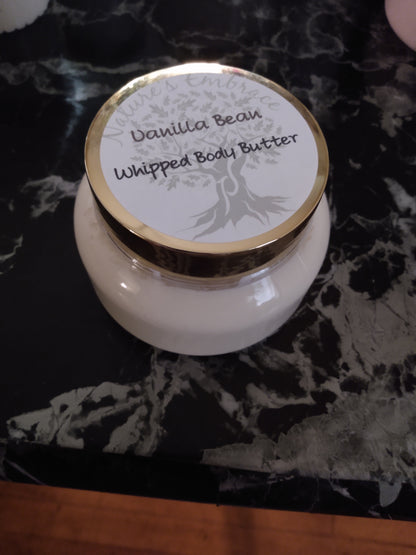 Nature's Embrace
Vanilla Bean
Whipped Body Butter